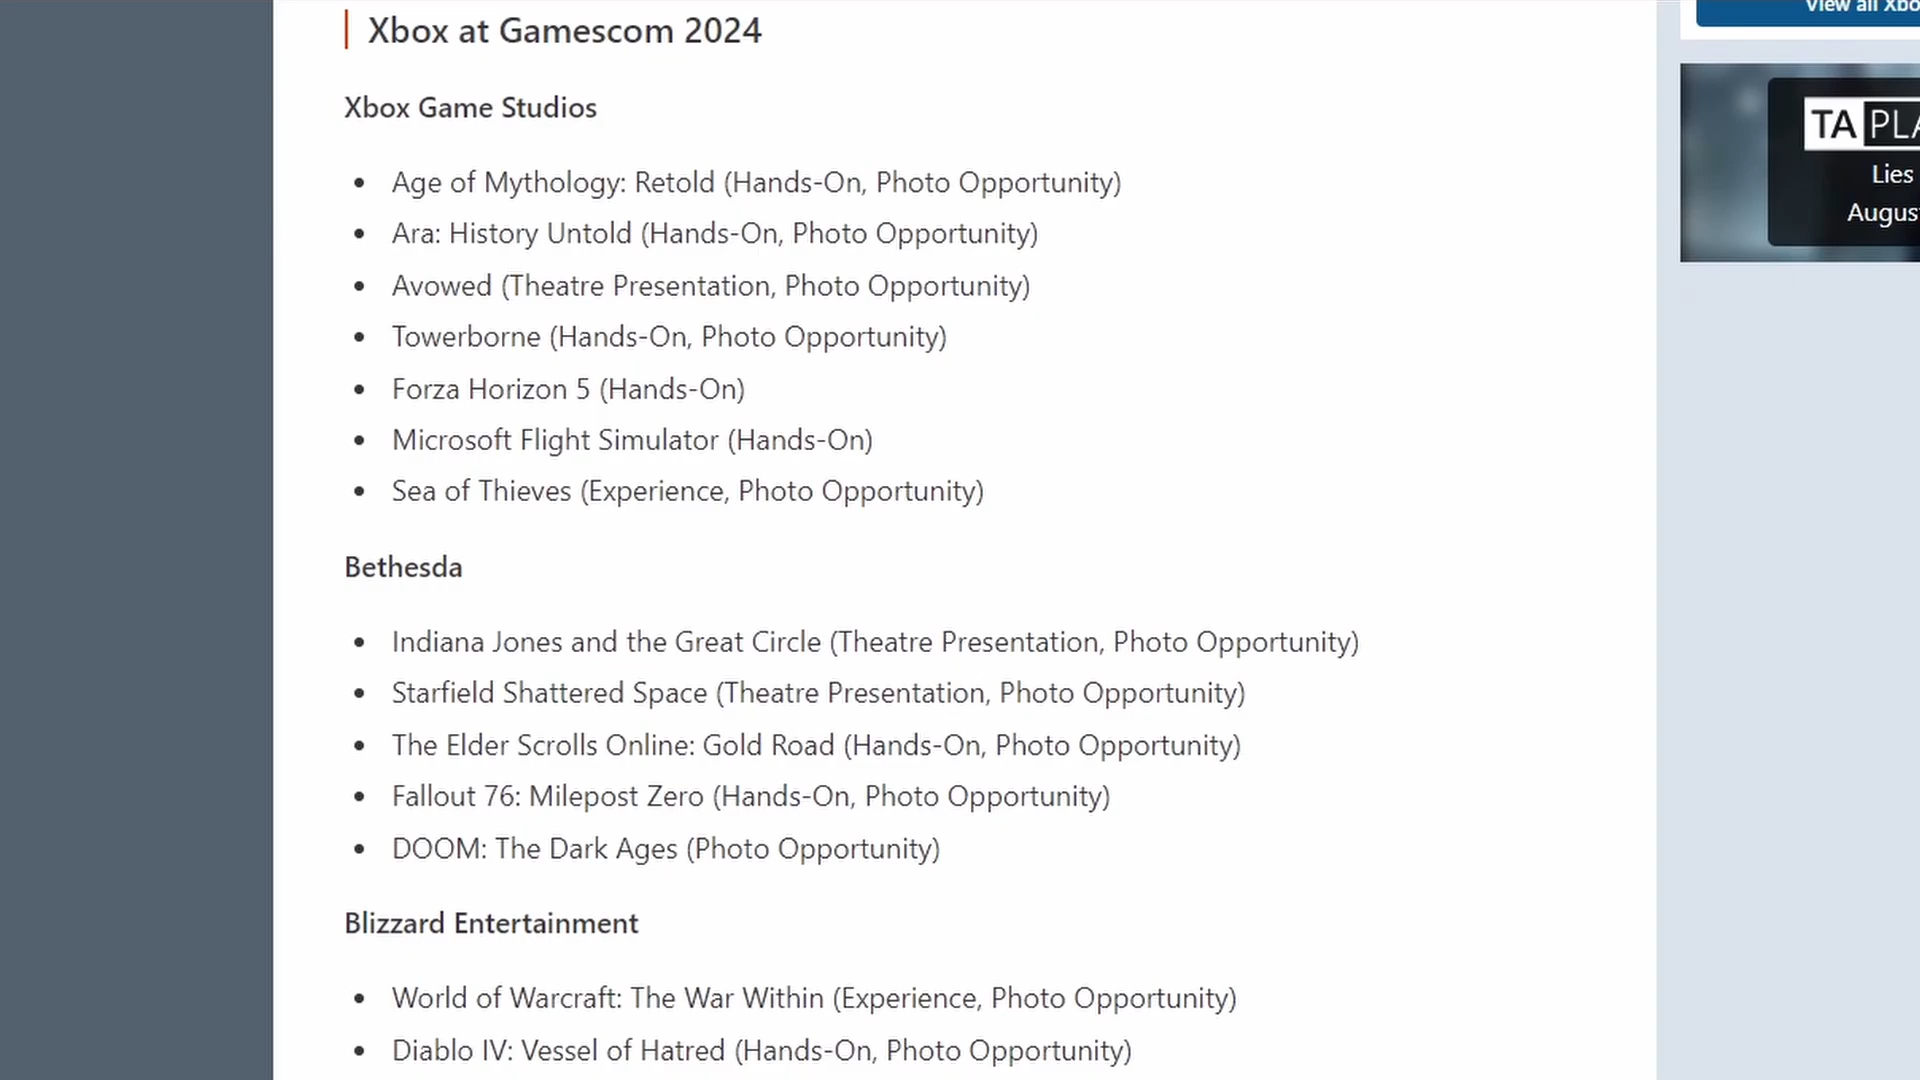 View all
Xbox at Gamescom 2024
Xbox Game Studios
• Age of Mythology: Retold (Hands-On, Photo Opportunity)
• Ara: History Untold (Hands-On, Photo Opportunity)
• Avowed (Theatre Presentation, Photo Opportunity)
• Towerborne (Hands-On, Photo Opportunity)
• Forza Horizon 5 (Hands-On)
• Microsoft Flight Simulator (Hands-On)
• Sea of Thieves (Experience, Photo Opportunity)
Bethesda
• Indiana Jones and the Great Circle (Theatre Presentation, Photo Opportunity)
• Starfield Shattered Space (Theatre Presentation, Photo Opportunity)
• The Elder Scrolls Online: Gold Road (Hands-On, Photo Opportunity)
• Fallout 76: Milepost Zero (Hands-On, Photo Opportunity)
• DOOM: The Dark Ages (Photo Opportunity)
Blizzard Entertainment
• World of Warcraft: The War Within (Experience, Photo Opportunity)
• Diablo IV: Vessel of Hatred (Hands-On, Photo Opportunity)
TA PLA
Lies
Augus